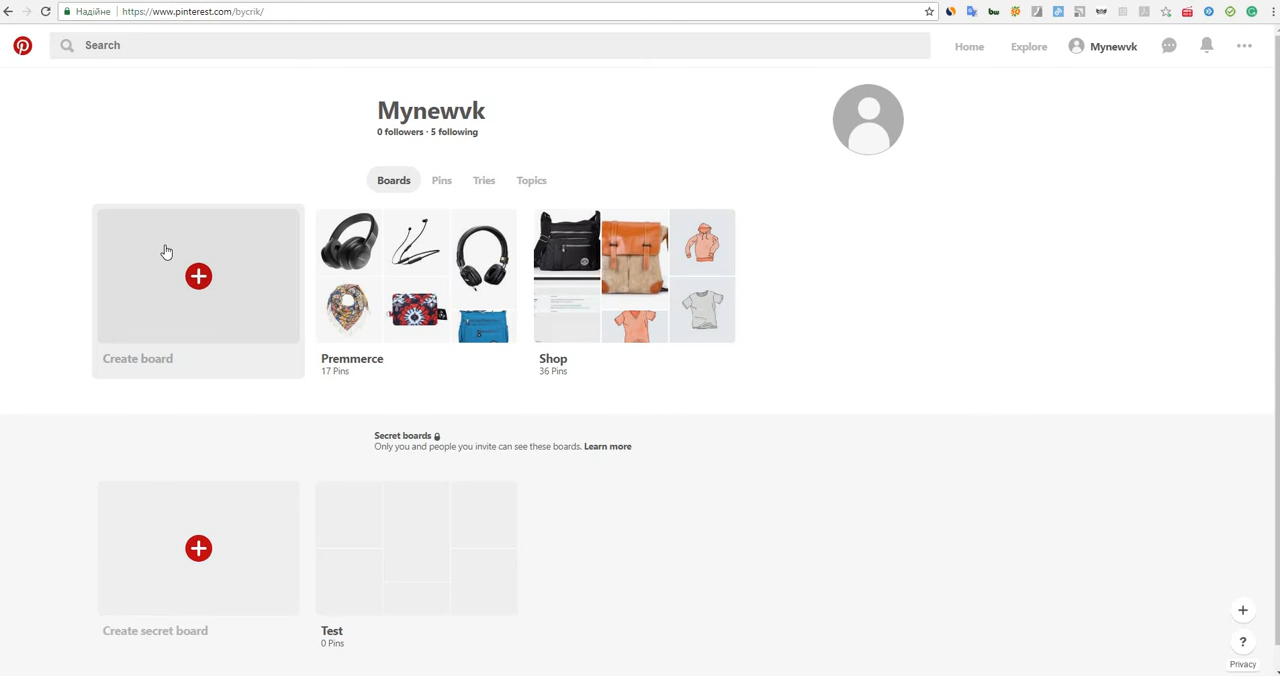 Надійне https://www.pinterest.com/bycrik/
Search Home Explore Mynewvk
Mynewvk
0 followers · 5 following
Boards Pins Tries Topics
Create board Premmerce Shop
17 Pins 36 Pins
Secret boards
Only you and people you invite can see these boards. Learn more
Create secret board Test
0 Pins
?
Privacy